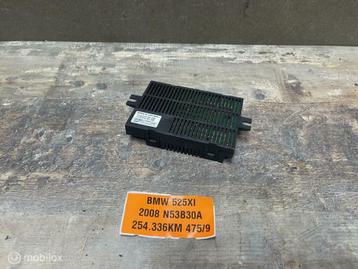 BMW 525XI
2008 N53B30A
254.336KM 475/9
© mobilox